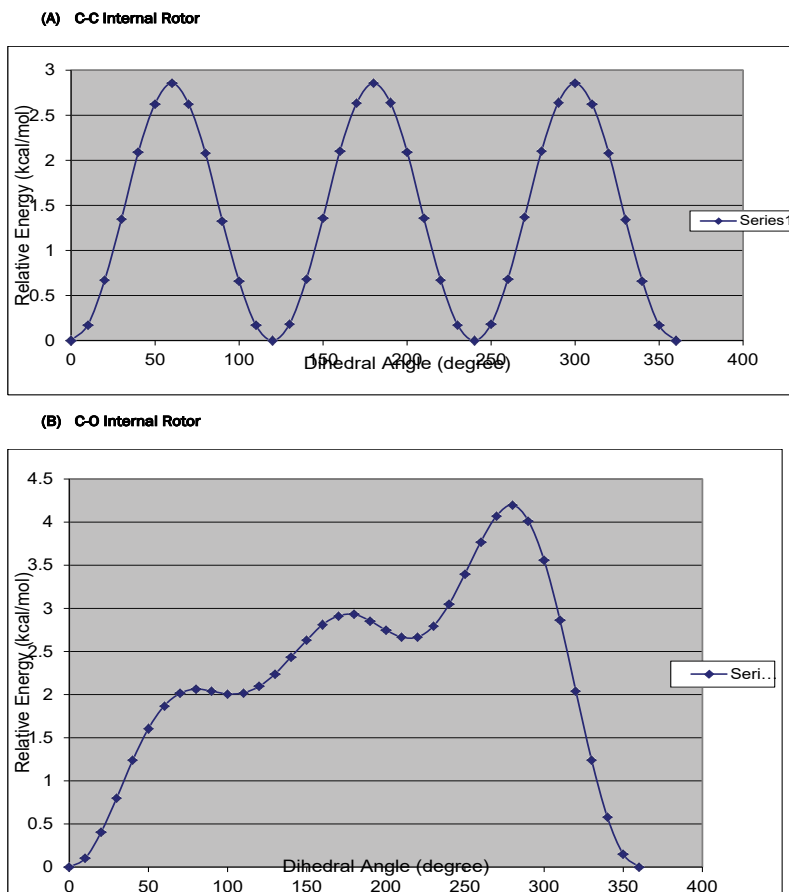 (A) C-C Internal Rotor
3
2.5
2
1.5
1
0.5
0
Relative Energy (kcal/mol)
0 50 100 150 200 250 300 350 400
Dihedral Angle (degree)
Series1
(B) C-O Internal Rotor
4.5
4
3.5
3
2.5
2
1.5
1
0.5
0
Relative Energy (kcal/mol)
Dihedral Angle (degree)
0 50 100 150 200 250 300 350 400
Seri...